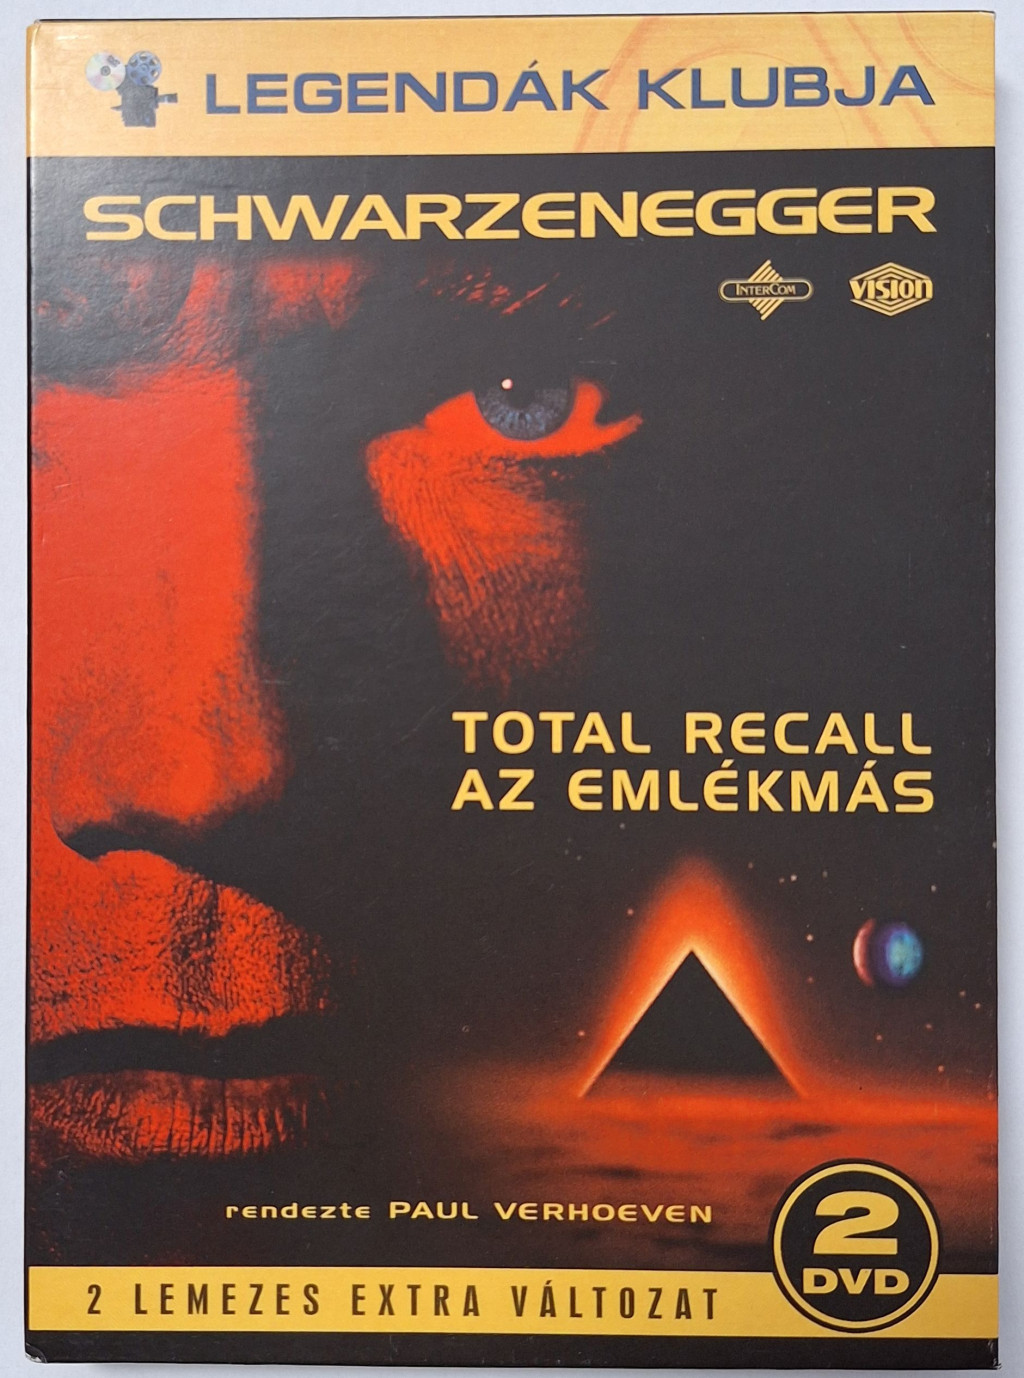 LEGENDÁK KLUBJA
SCHWARZENEGGER
INTERCOM
VISION
TOTAL RECALL
AZ EMLÉKMÁS
rendezte PAUL VERHOEVEN
2
DVD
2 LEMEZES EXTRA VÁLTOZAT